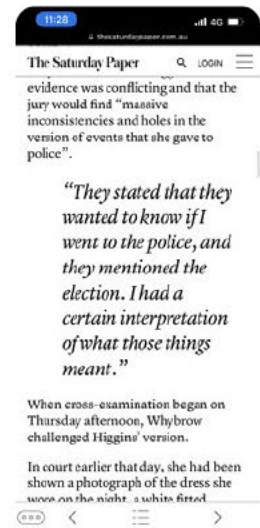 11:28
4G
thesaturdaypaper.com.au
The Saturday Paper
LOGIN
evidence was conflicting and that the
jury would find “massive
inconsistencies and holes in the
version of events that she gave to
police”.
“They stated that they
wanted to know if I
went to the police, and
they mentioned the
election. I had a
certain interpretation
of what those things
meant.”
When cross-examination began on
Thursday afternoon, Whybrow
challenged Higgins’ version.
In court earlier that day, she had been
shown a photograph of the dress she
wore on the night, a white fitted